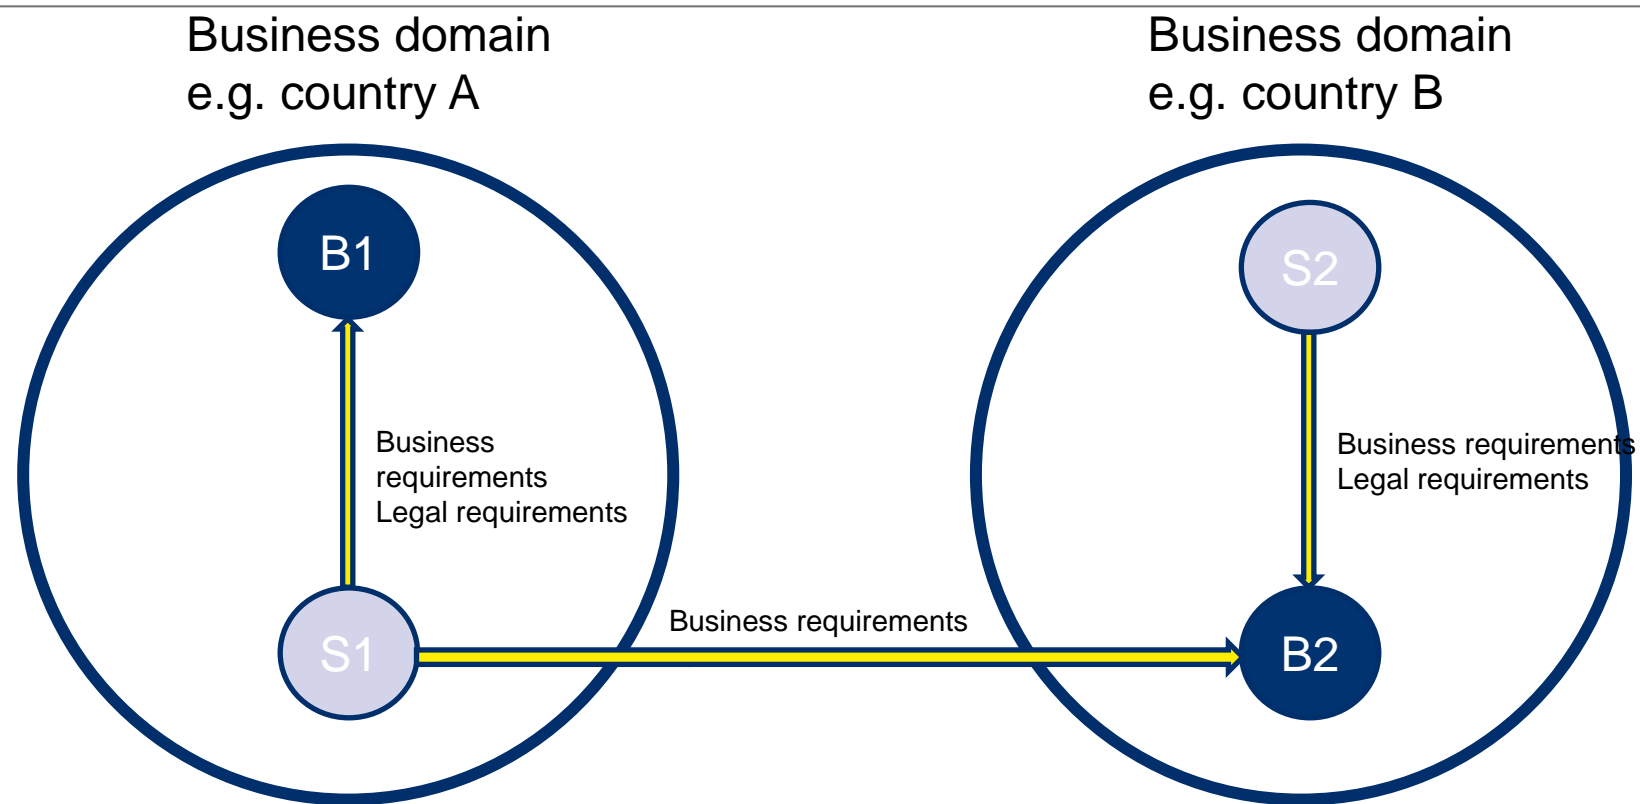 Business domain
e.g. country A
Business domain
e.g. country B
B1
S2
Business
requirements
Legal requirements
Business requirements
Legal requirements
Business requirements
S1
B2